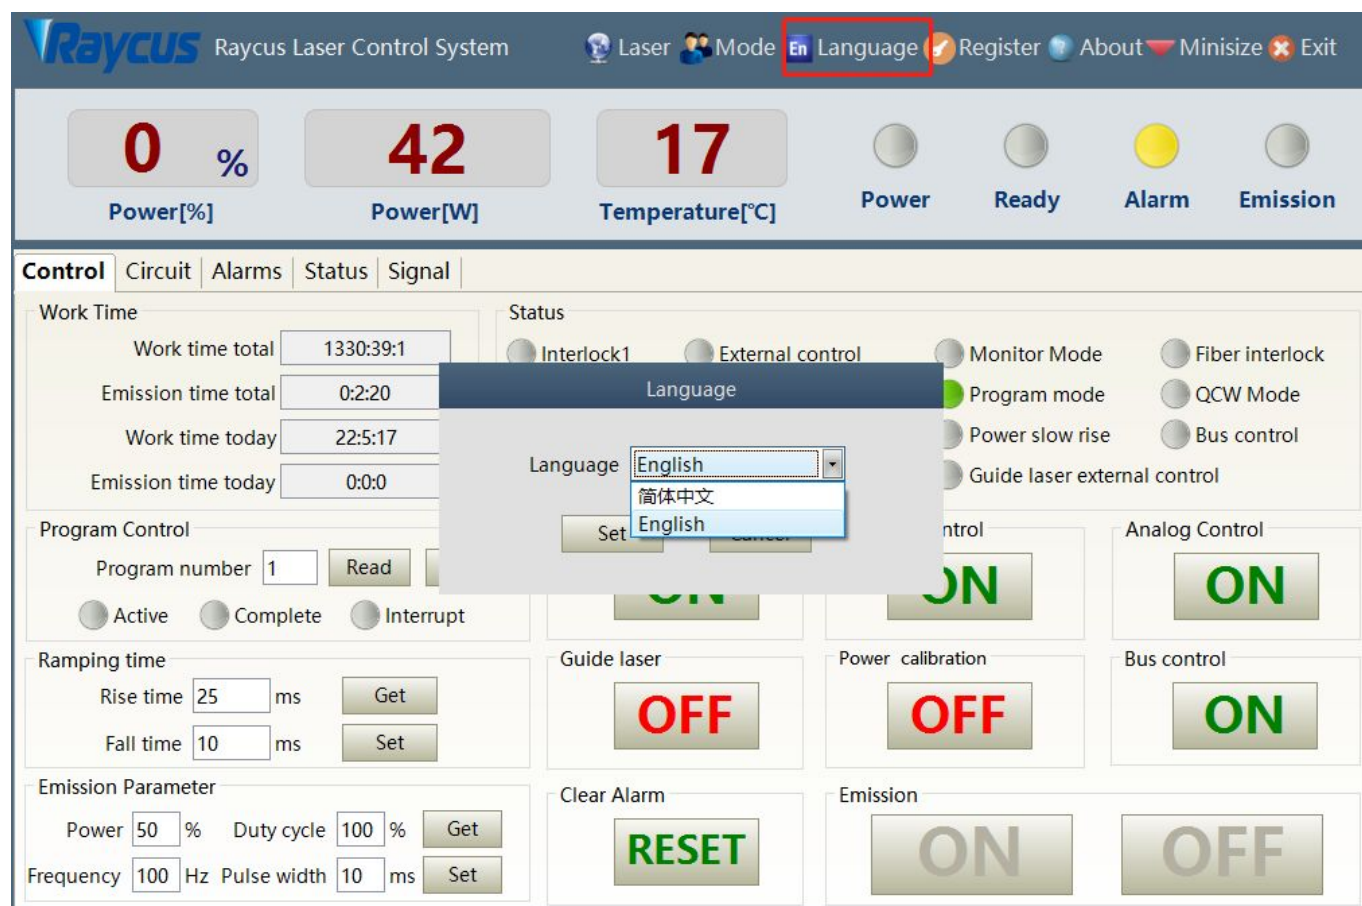 Raycus Raycus Laser Control System Laser Mode En Language Register About Minisize Exit
0 % 42 17
Power[%] Power[W] Temperature[℃] Power Ready Alarm Emission
Control Circuit Alarms Status Signal
Work Time
Work time total 1330:39:1
Emission time total 0:2:20
Work time today 22:5:17
Emission time today 0:0:0
Status
Interlock1 External control Monitor Mode Fiber interlock
Program mode QCW Mode
Power slow rise Bus control
Guide laser external control
Language
Language English
简体中文
English
Set
Program Control
Program number 1 Read
Active Complete Interrupt
ON
Analog Control
ON
Ramping time
Rise time 25 ms Get
Fall time 10 ms Set
Guide laser
OFF
Power calibration
OFF
Bus control
ON
Emission Parameter
Power 50 % Duty cycle 100 % Get
Frequency 100 Hz Pulse width 10 ms Set
Clear Alarm
RESET
Emission
ON OFF